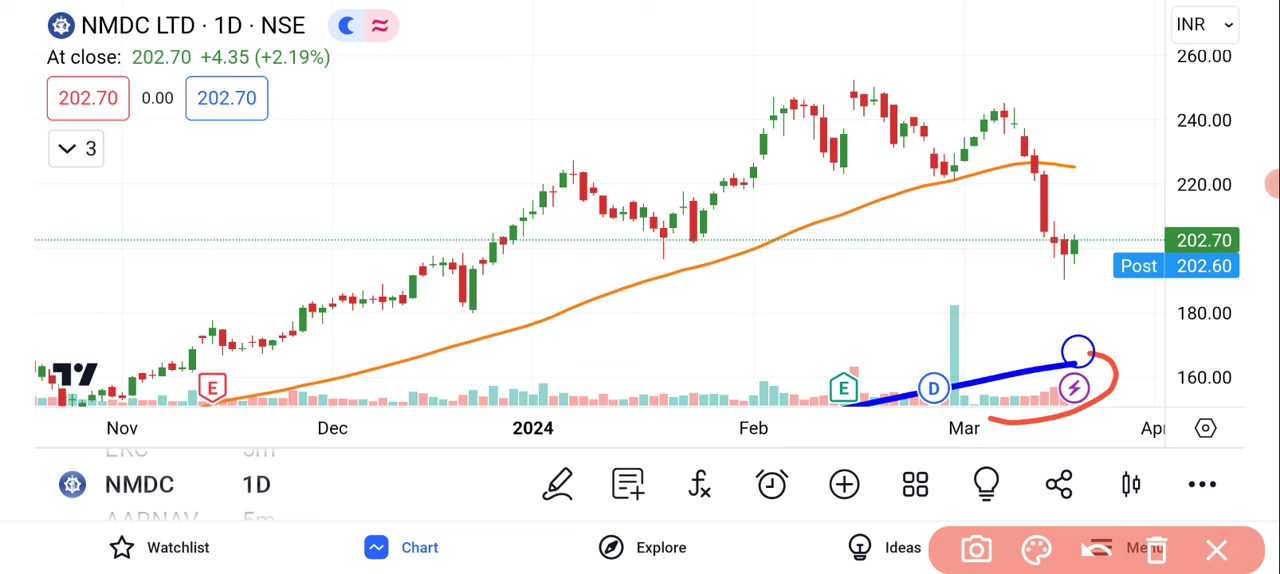 NMDC LTD · 1D · NSE
INR
At close: 202.70 +4.35 (+2.19%)
260.00
202.70 0.00 202.70
240.00
3
220.00
202.70
Post 202.60
180.00
160.00
E E D
Nov Dec 2024 Feb Mar Apr
NMDC 1D
Watchlist Chart Explore Ideas Menu